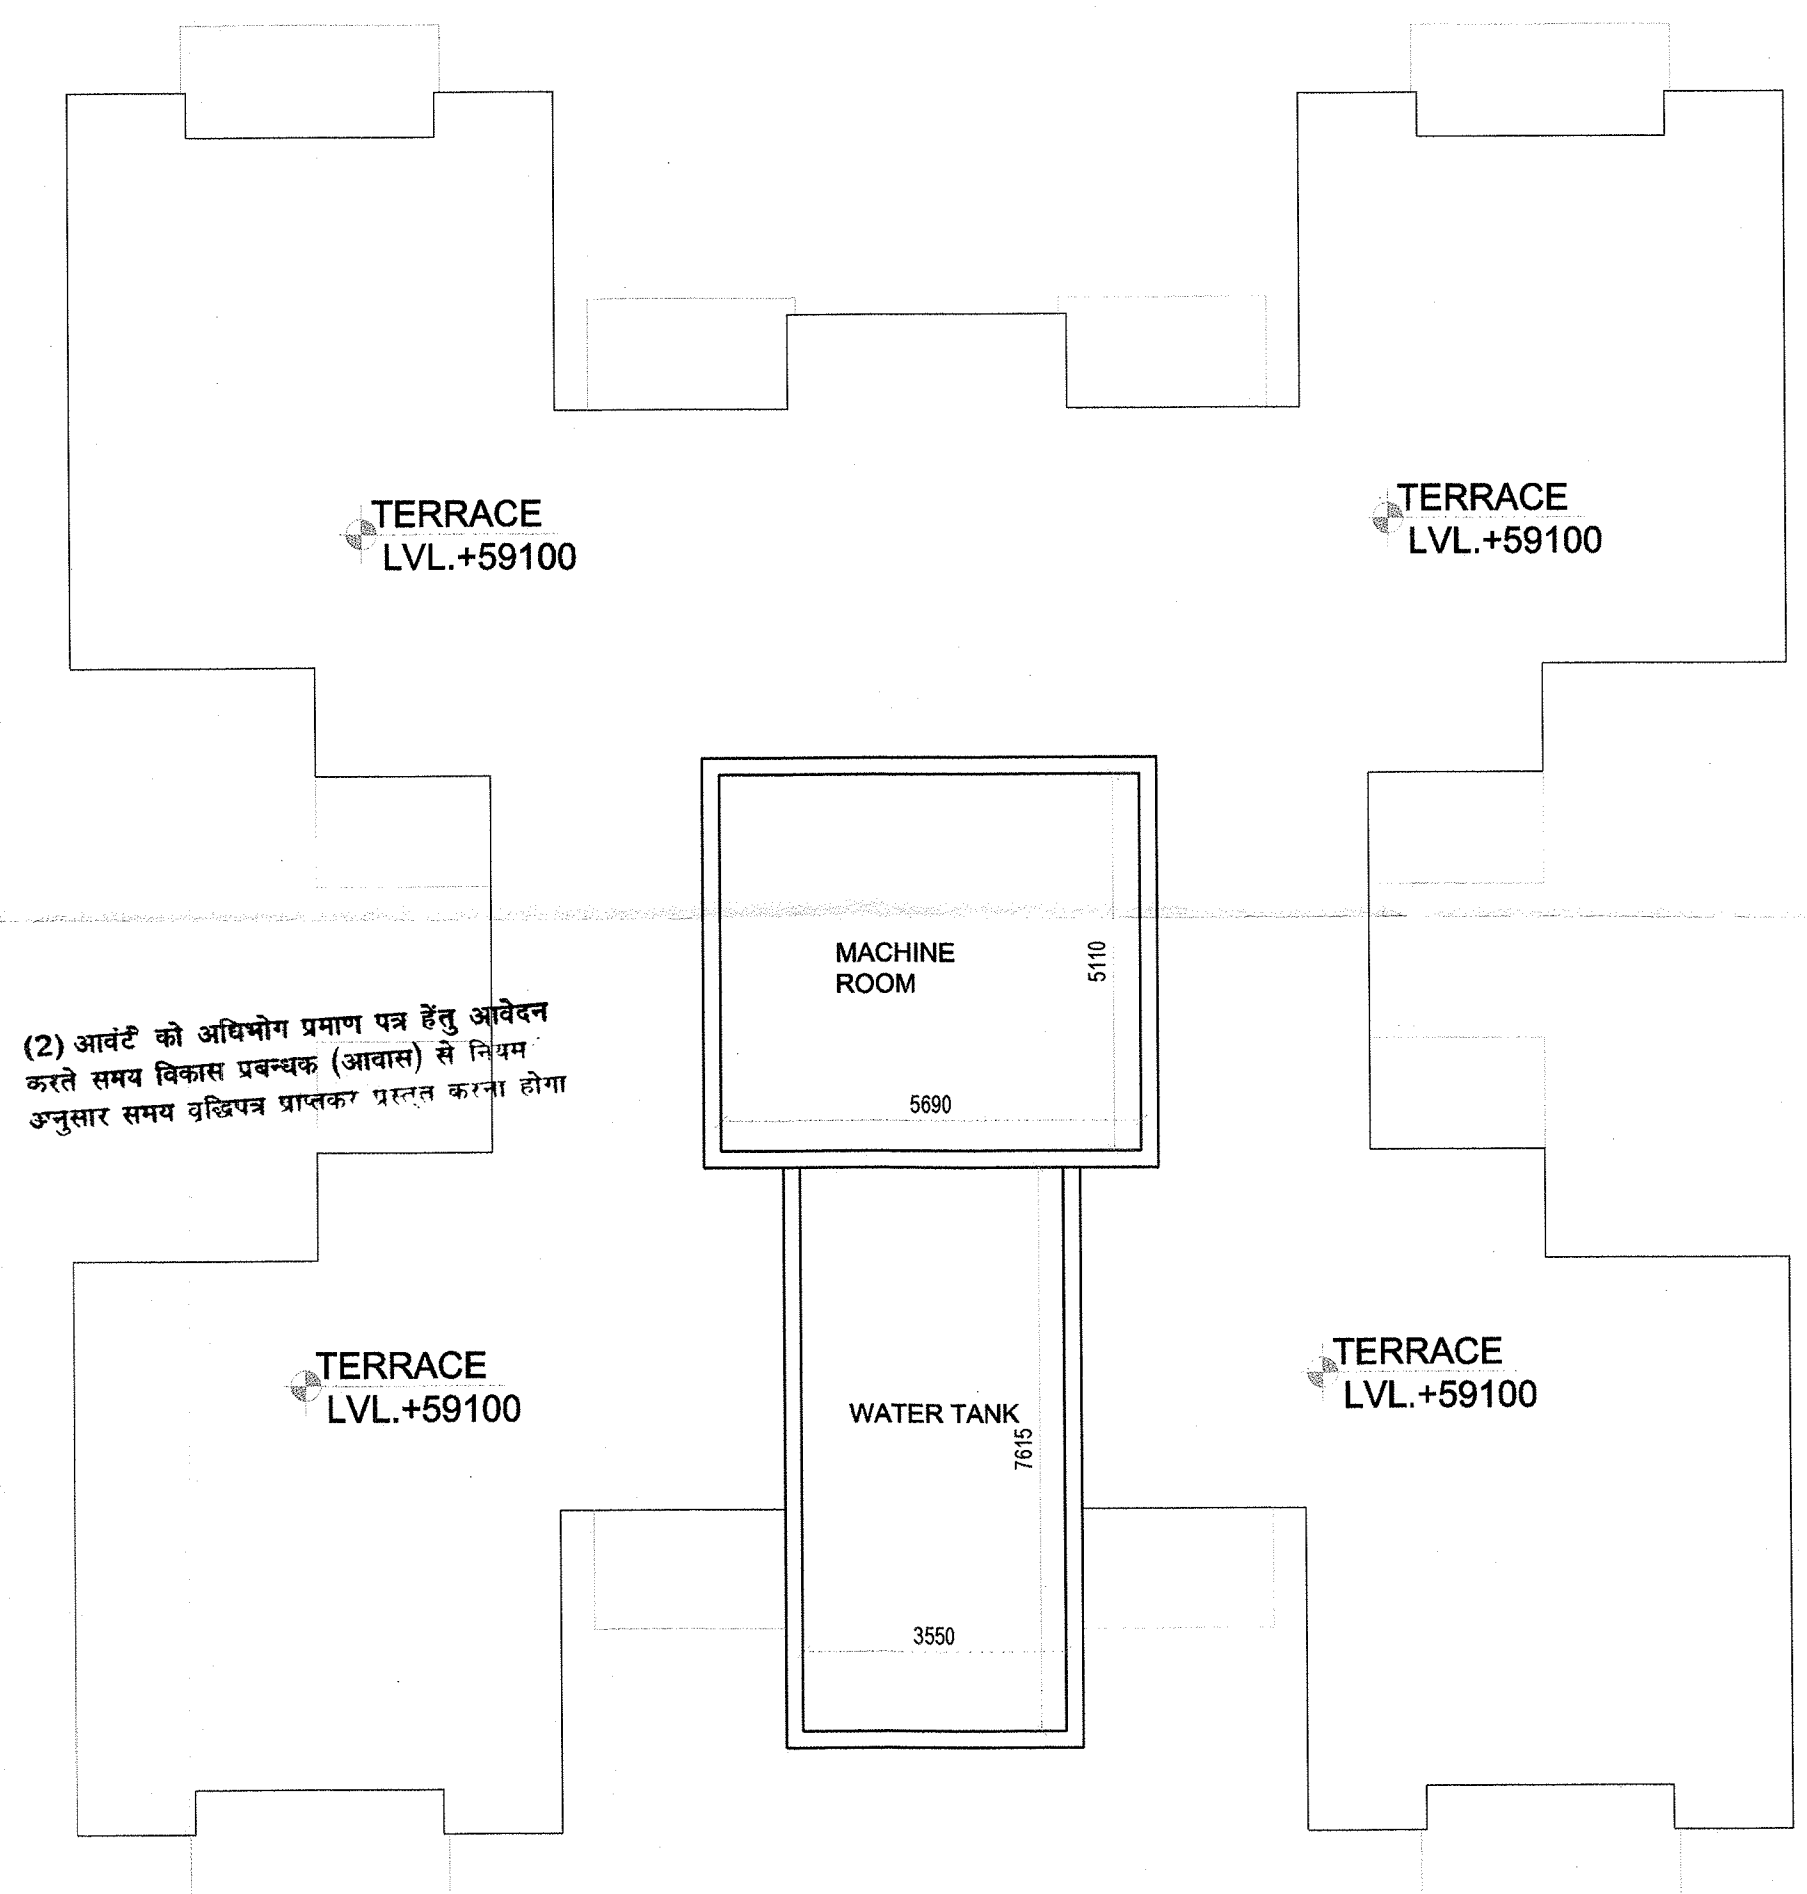 TERRACE
LVL.+59100
TERRACE
LVL.+59100
MACHINE
ROOM
5110
5690
(2) आवंटी को अधिभोग प्रमाण पत्र हेंतु आवेदन
करते समय विकास प्रबन्धक (आवास) से नियम
अनुसार समय वृद्धिपत्र प्राप्तकर प्रस्तुत करना होगा
TERRACE
LVL.+59100
TERRACE
LVL.+59100
WATER TANK
7615
3550